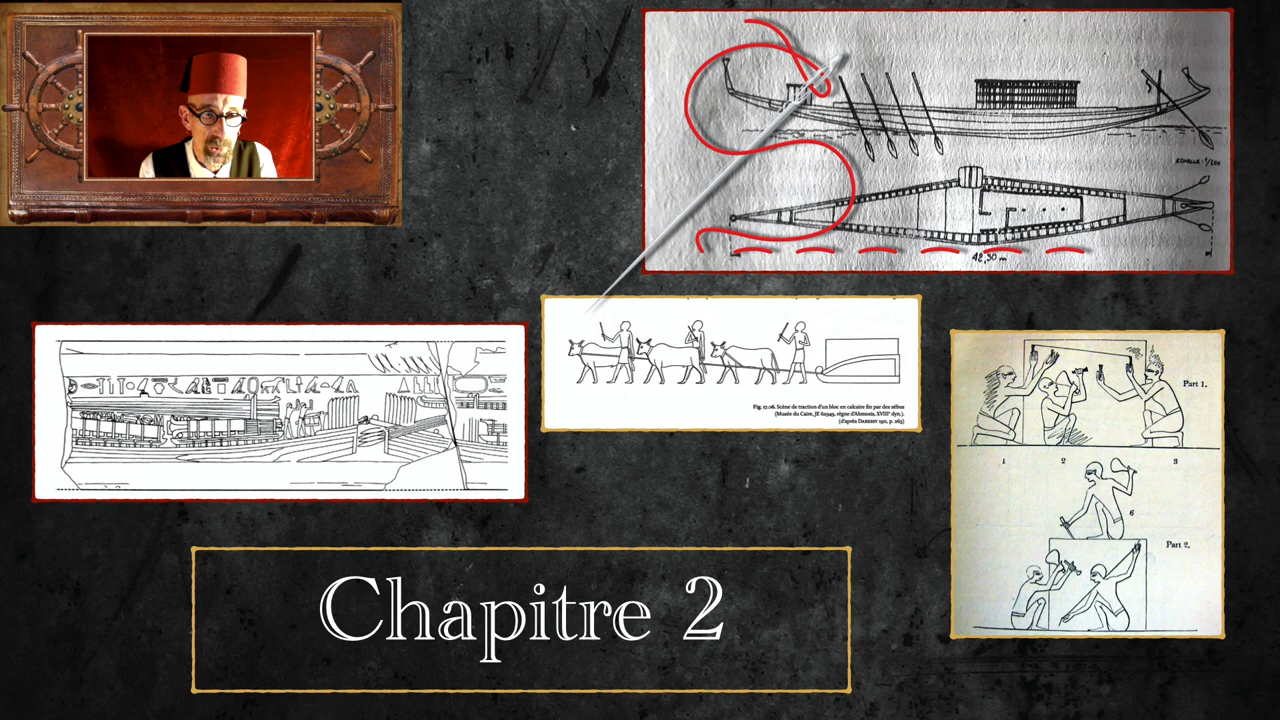 ECHELLE: 1/200
42,30 m
Fig. 17.06. Scène de traction d'un bloc en calcaire fin par des zébus
(Musée du Caire, JE 62949, règne d'Ahmosis, XVIIIe dyn.).
(d'après DARESSY 1911, p. 263)
Part 1.
1 2 3
6
Part 2.
Chapitre 2